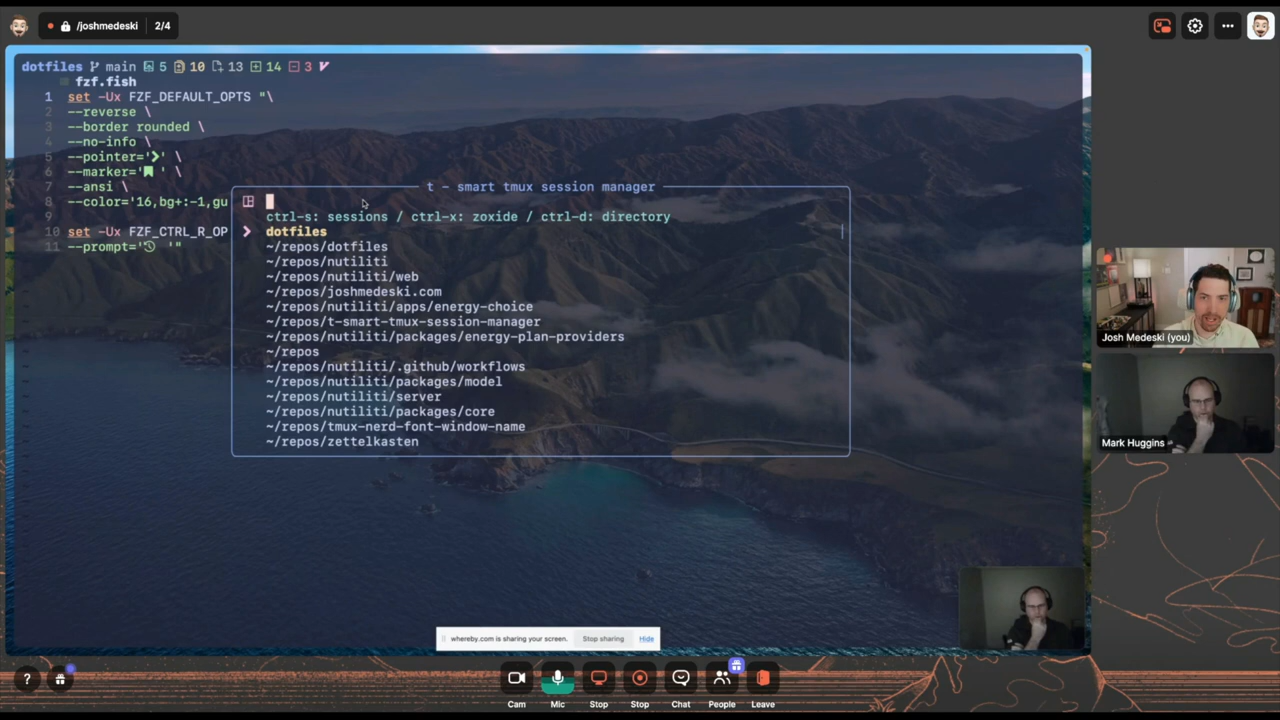 /joshmedeski 2/4
dotfiles main 5 10 13 14 3
fzf.fish
1 set -Ux FZF_DEFAULT_OPTS "\
2 --reverse \
3 --border rounded \
4 --no-info \
5 --pointer='❯' \
6 --marker=' ' \
7 --ansi \
8 --color='16,bg+:-1,gu
9
10 set -Ux FZF_CTRL_R_OP
11 --prompt=' '"
t - smart tmux session manager
ctrl-s: sessions / ctrl-x: zoxide / ctrl-d: directory
❯ dotfiles
~/repos/dotfiles
~/repos/nutiliti
~/repos/nutiliti/web
~/repos/joshmedeski.com
~/repos/nutiliti/apps/energy-choice
~/repos/t-smart-tmux-session-manager
~/repos/nutiliti/packages/energy-plan-providers
~/repos
~/repos/nutiliti/.github/workflows
~/repos/nutiliti/packages/model
~/repos/nutiliti/server
~/repos/nutiliti/packages/core
~/repos/tmux-nerd-font-window-name
~/repos/zettelkasten
Josh Medeski (you)
Mark Huggins
whereby.com is sharing your screen. Stop sharing Hide
? Cam Mic Stop Stop Chat People Leave